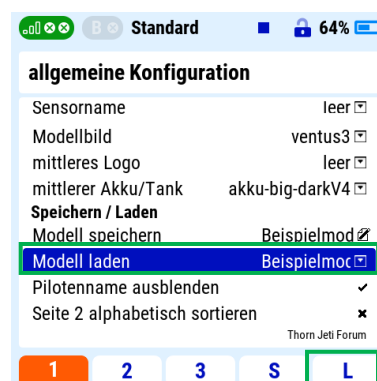 B Standard 64%
allgemeine Konfiguration
Sensorname leer
Modellbild ventus3
mittleres Logo leer
mittlerer Akku/Tank akku-big-darkV4
Speichern / Laden
Modell speichern Beispielmod
Modell laden Beispielmod
Pilotenname ausblenden
Seite 2 alphabetisch sortieren
Thorn Jeti Forum
1 2 3 S L